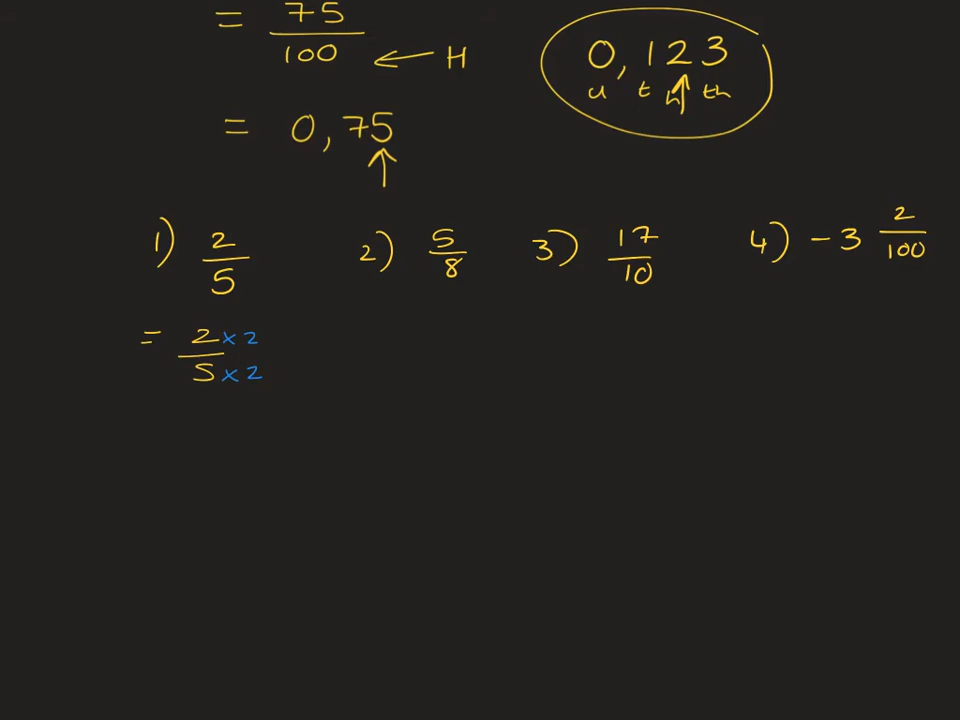 = 75/100 ← H
0,123
u t h th
= 0,75
1) 2/5 2) 5/8 3) 17/10 4) -3 2/100
= 2×2/5×2